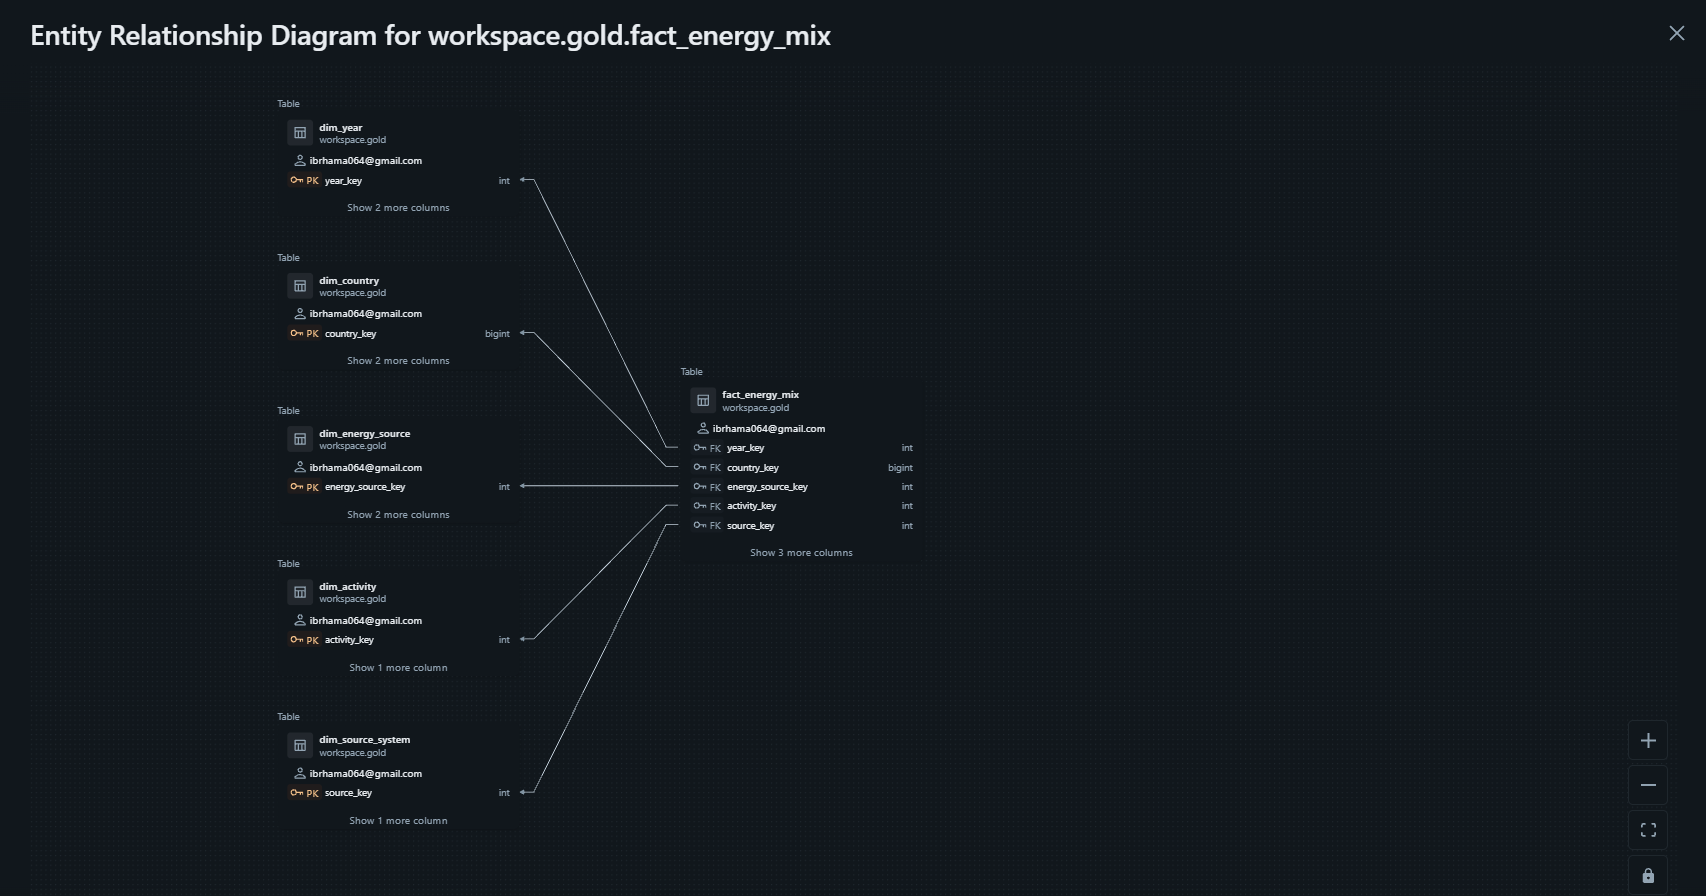 Entity Relationship Diagram for workspace.gold.fact_energy_mix
Table
dim_year
workspace.gold
ibrhama064@gmail.com
PK year_key int
Show 2 more columns
Table
dim_country
workspace.gold
ibrhama064@gmail.com
PK country_key bigint
Show 2 more columns
Table
dim_energy_source
workspace.gold
ibrhama064@gmail.com
PK energy_source_key int
Show 2 more columns
Table
dim_activity
workspace.gold
ibrhama064@gmail.com
PK activity_key int
Show 1 more column
Table
dim_source_system
workspace.gold
ibrhama064@gmail.com
PK source_key int
Show 1 more column
Table
fact_energy_mix
workspace.gold
ibrhama064@gmail.com
FK year_key int
FK country_key bigint
FK energy_source_key int
FK activity_key int
FK source_key int
Show 3 more columns